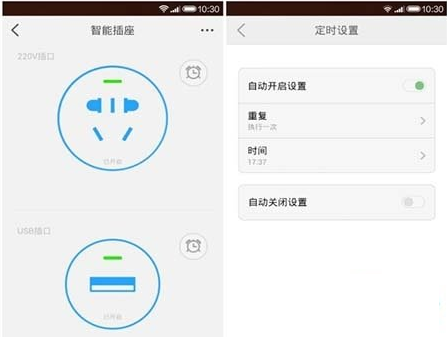 10:30
智能插座
220V插口
已开启
USB插口
已开启
10:30
定时设置
自动开启设置
重复
执行一次
时间
17:37
自动关闭设置